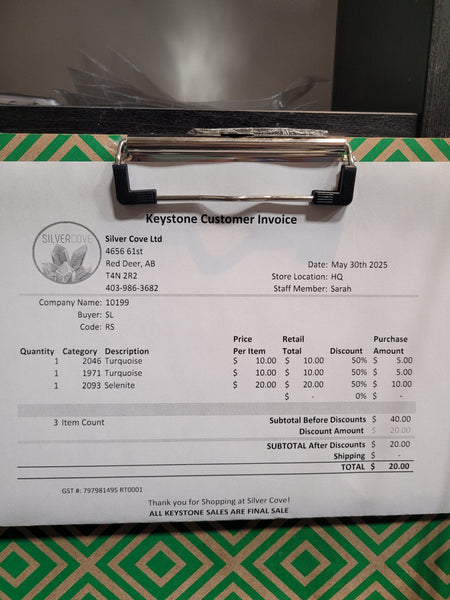 Keystone Customer Invoice
SILVERCOVE
Silver Cove Ltd
4656 61st
Red Deer, AB
T4N 2R2
403-986-3682
Date: May 30th 2025
Store Location: HQ
Staff Member: Sarah
Company Name: 10199
Buyer: SL
Code: RS
Quantity Category Description Price Per Item Retail Total Discount Purchase Amount
1 2046 Turquoise $ 10.00 $ 10.00 50% $ 5.00
1 1971 Turquoise $ 10.00 $ 10.00 50% $ 5.00
1 2093 Selenite $ 20.00 $ 20.00 50% $ 10.00
$ - 0% $ -
3 Item Count
Subtotal Before Discounts $ 40.00
Discount Amount $ 20.00
SUBTOTAL After Discounts $ 20.00
Shipping $ -
TOTAL $ 20.00
GST #: 797981495 RT0001
Thank you for Shopping at Silver Cove!
ALL KEYSTONE SALES ARE FINAL SALE